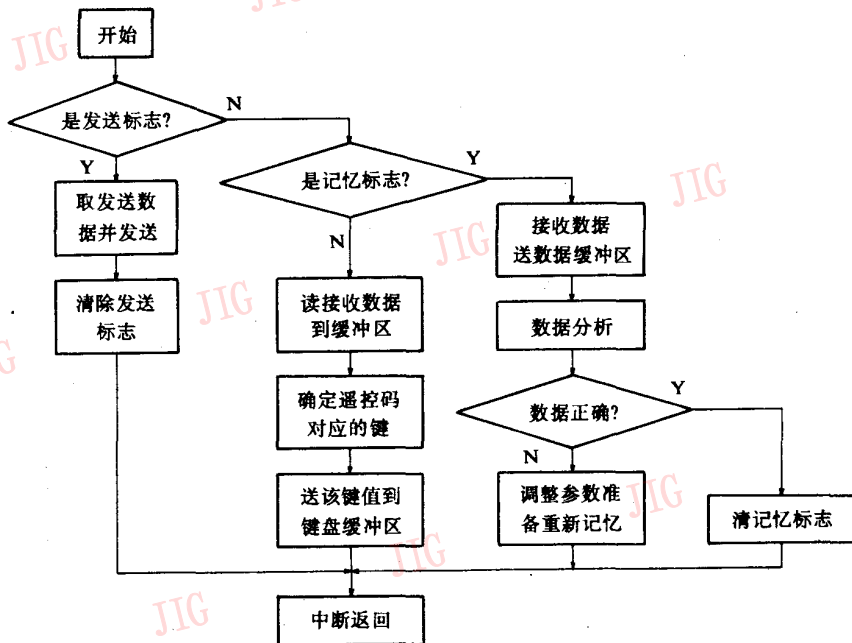 JIG
开始
JIG
是发送标志?
N
Y
是记忆标志?
Y
N
取发送数
据并发送
清除发送
标志
JIG
JIG
JIG
接收数据
送数据缓冲区
读接收数据
到缓冲区
数据分析
确定遥控码
对应的键
数据正确?
Y
N
送该键值到
键盘缓冲区
调整参数准
备重新记忆
JIG
清记忆标志
JIG
JIG
中断返回
JIG